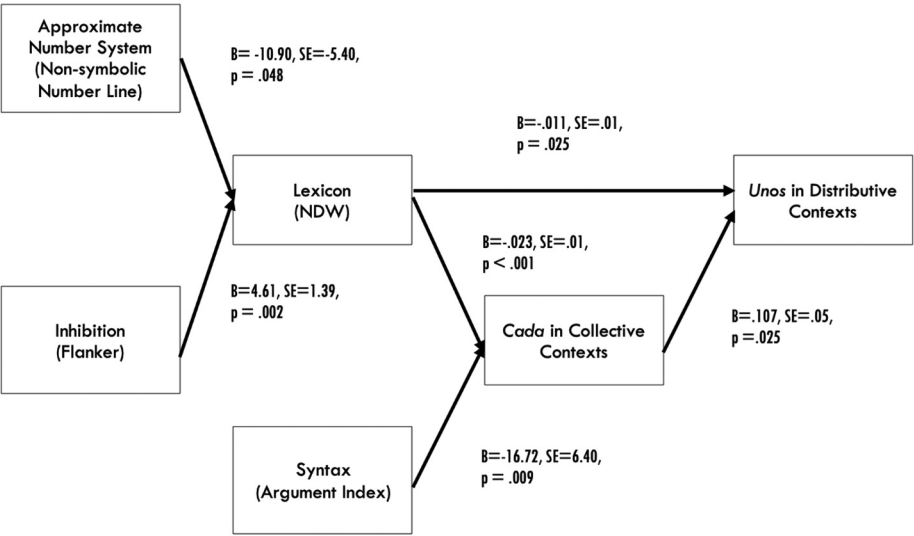 Approximate
Number System
(Non-symbolic
Number Line)
B= -10.90, SE=-5.40,
p = .048
B=-.011, SE=.01,
p = .025
Lexicon
(NDW)
Unos in Distributive
Contexts
B=-.023, SE=.01,
p < .001
B=4.61, SE=1.39,
p = .002
Inhibition
(Flanker)
Cada in Collective
Contexts
B=.107, SE=.05,
p =.025
Syntax
(Argument Index)
B=-16.72, SE=6.40,
p = .009